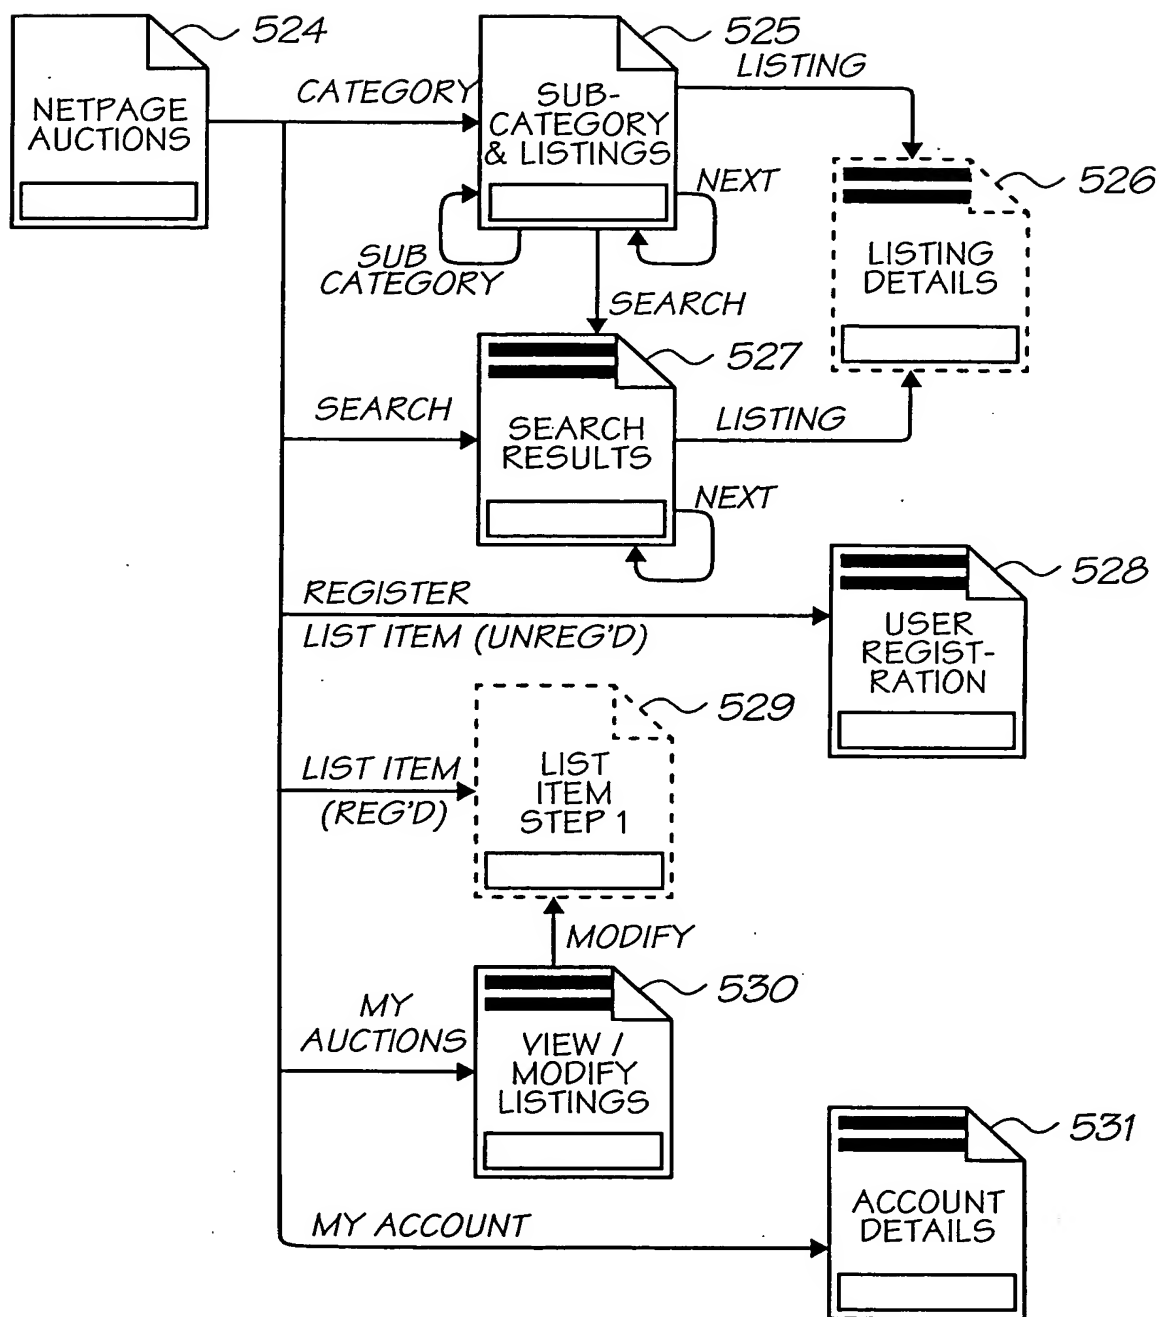 524
NETPAGE
AUCTIONS
CATEGORY
525
SUB-
CATEGORY
& LISTINGS
LISTING
NEXT
SUB
CATEGORY
526
LISTING
DETAILS
SEARCH
527
SEARCH
SEARCH
RESULTS
LISTING
NEXT
REGISTER
LIST ITEM (UNREG'D)
528
USER
REGIST-
RATION
529
LIST ITEM
(REG'D)
LIST
ITEM
STEP 1
MODIFY
530
MY
AUCTIONS
VIEW /
MODIFY
LISTINGS
531
MY ACCOUNT
ACCOUNT
DETAILS